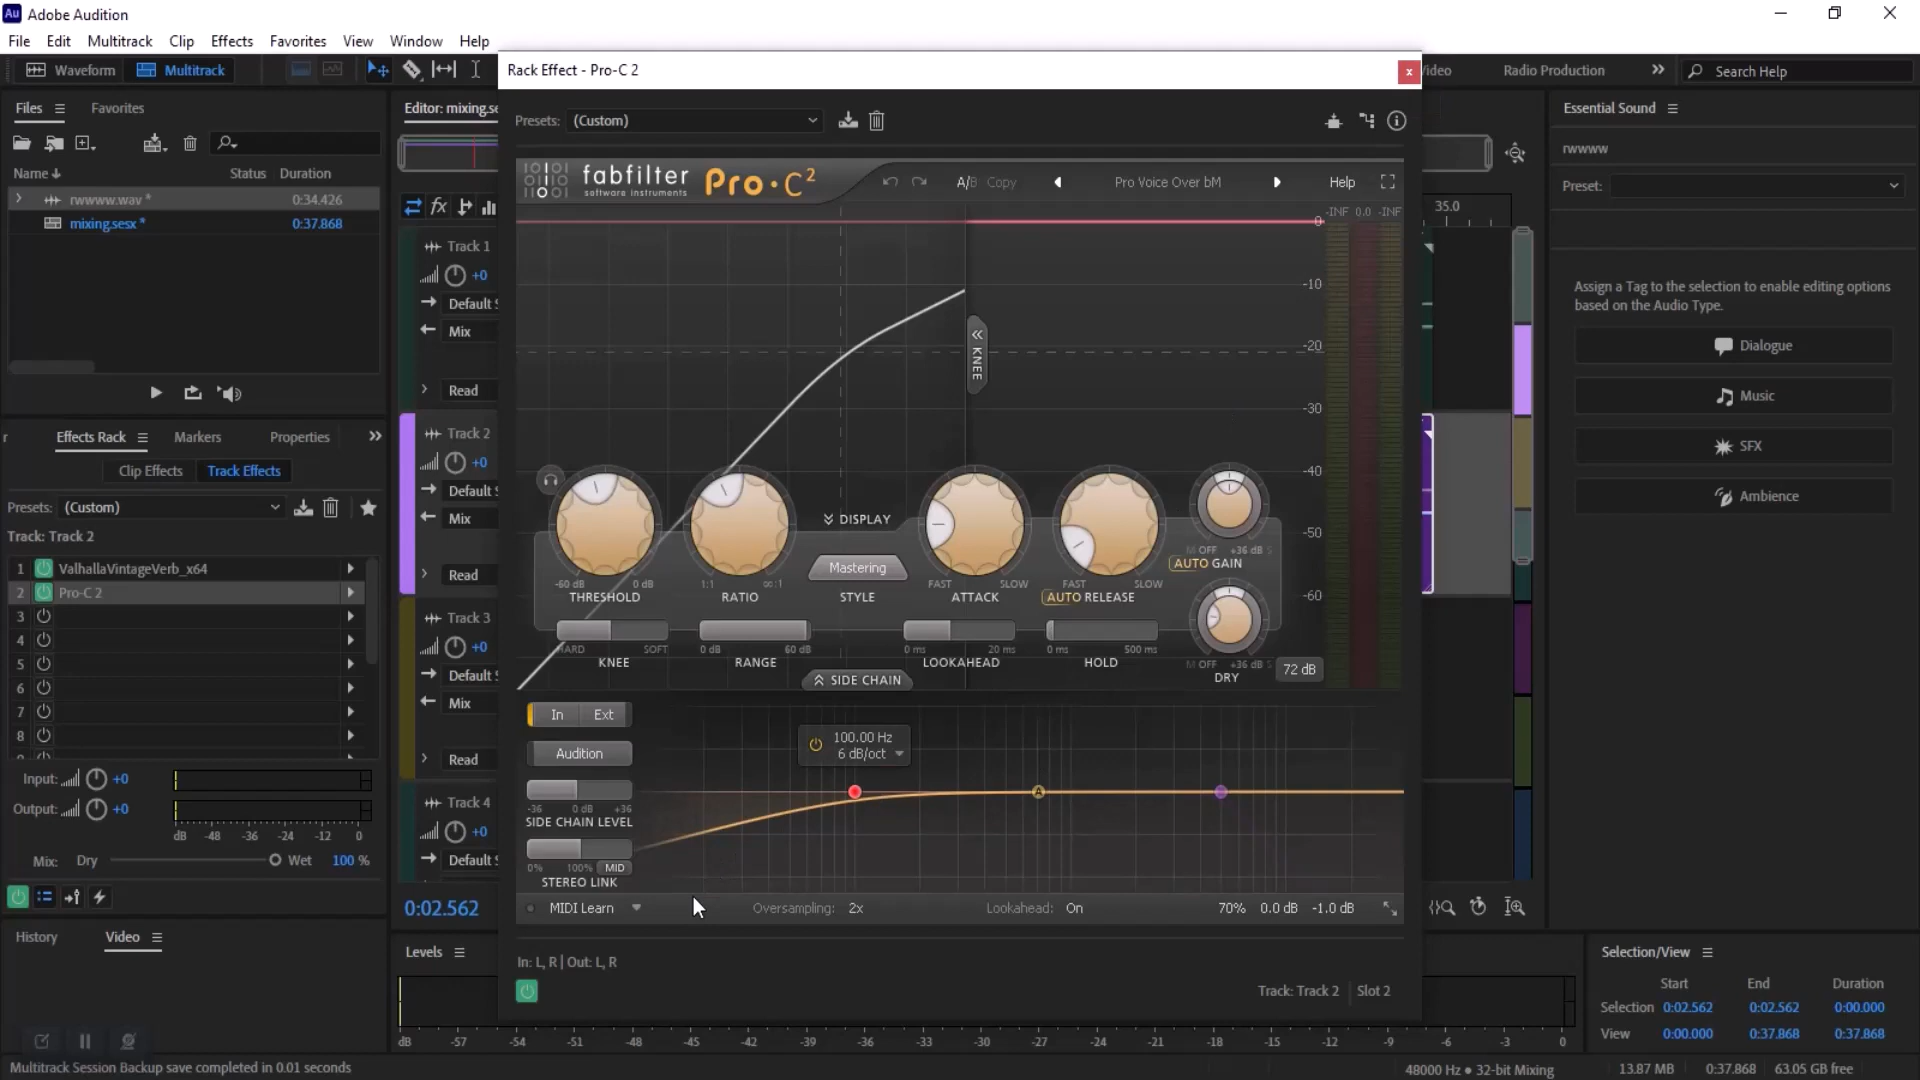 Au Adobe Audition
File Edit Multitrack Clip Effects Favorites View Window Help
Waveform Multitrack
Video Radio Production Search Help
Files Favorites
Name Status Duration
rwwww.wav * 0:34.426
mixing.sesx * 0:37.868
Effects Rack Markers Properties
Clip Effects Track Effects
Presets: (Custom)
Track: Track 2
1 ValhallaVintageVerb_x64
2 Pro-C 2
3
4
5
6
7
8
Input: +0
Output: +0
dB -48 -36 -24 -12 0
Mix: Dry Wet 100 %
History Video
Multitrack Session Backup save completed in 0.01 seconds
Editor: mixing.se
fx
Track 1
+0
Default S
Mix
Read
Track 2
+0
Default S
Mix
Read
Track 3
+0
Default S
Mix
Read
Track 4
+0
Default S
0:02.562
Levels
dB -57 -54 -51 -48 -45 -42 -39 -36 -33 -30 -27 -24 -21 -18 -15 -12 -9 -6 -3 0
Rack Effect - Pro-C 2
x
Presets: (Custom)
fabfilter
software instruments
Pro·C²
A/B Copy Pro Voice Over bM Help
-INF 0.0 -INF
0
-10
-20
-30
-40
-50
-60
KNEE
DISPLAY
-60 dB 0 dB
THRESHOLD
1:1 ∞:1
RATIO
Mastering
STYLE
FAST SLOW
ATTACK
FAST SLOW
AUTO RELEASE
M OFF +36 dB S
AUTO GAIN
HARD SOFT
KNEE
0 dB 60 dB
RANGE
0 ms 20 ms
LOOKAHEAD
0 ms 500 ms
HOLD
M OFF +36 dB S
DRY
72 dB
SIDE CHAIN
In Ext
Audition
100.00 Hz
6 dB/oct
A
-36 0 dB +36
SIDE CHAIN LEVEL
0% 100% MID
STEREO LINK
MIDI Learn Oversampling: 2x Lookahead: On 70% 0.0 dB -1.0 dB
In: L, R | Out: L, R
Track: Track 2 Slot 2
35.0
Essential Sound
rwwww
Preset:
Assign a Tag to the selection to enable editing options
based on the Audio Type.
Dialogue
Music
SFX
Ambience
Selection/View
Start End Duration
Selection 0:02.562 0:02.562 0:00.000
View 0:00.000 0:37.868 0:37.868
48000 Hz ● 32-bit Mixing 13.87 MB 0:37.868 63.05 GB free